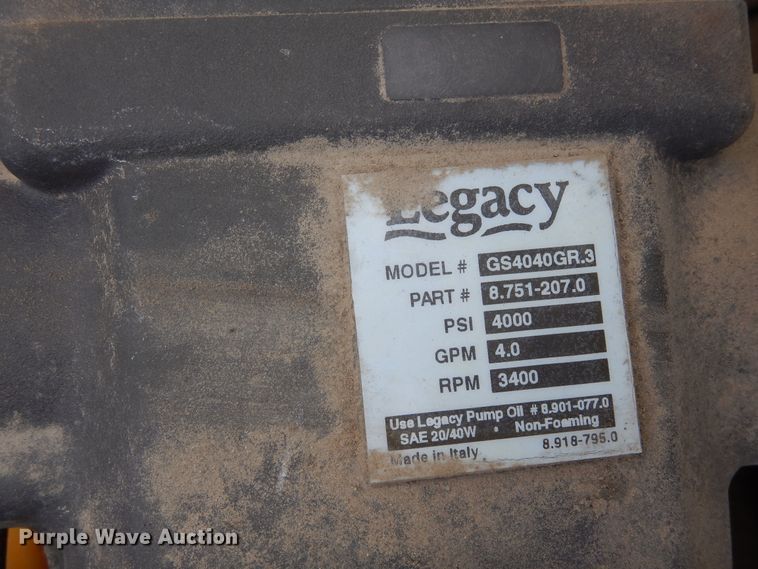 Legacy
MODEL # GS4040GR.3
PART # 8.751-207.0
PSI 4000
GPM 4.0
RPM 3400
Use Legacy Pump Oil # 8.901-077.0
SAE 20/40W • Non-Foaming
Made in Italy 8.918-795.0
Purple Wave Auction